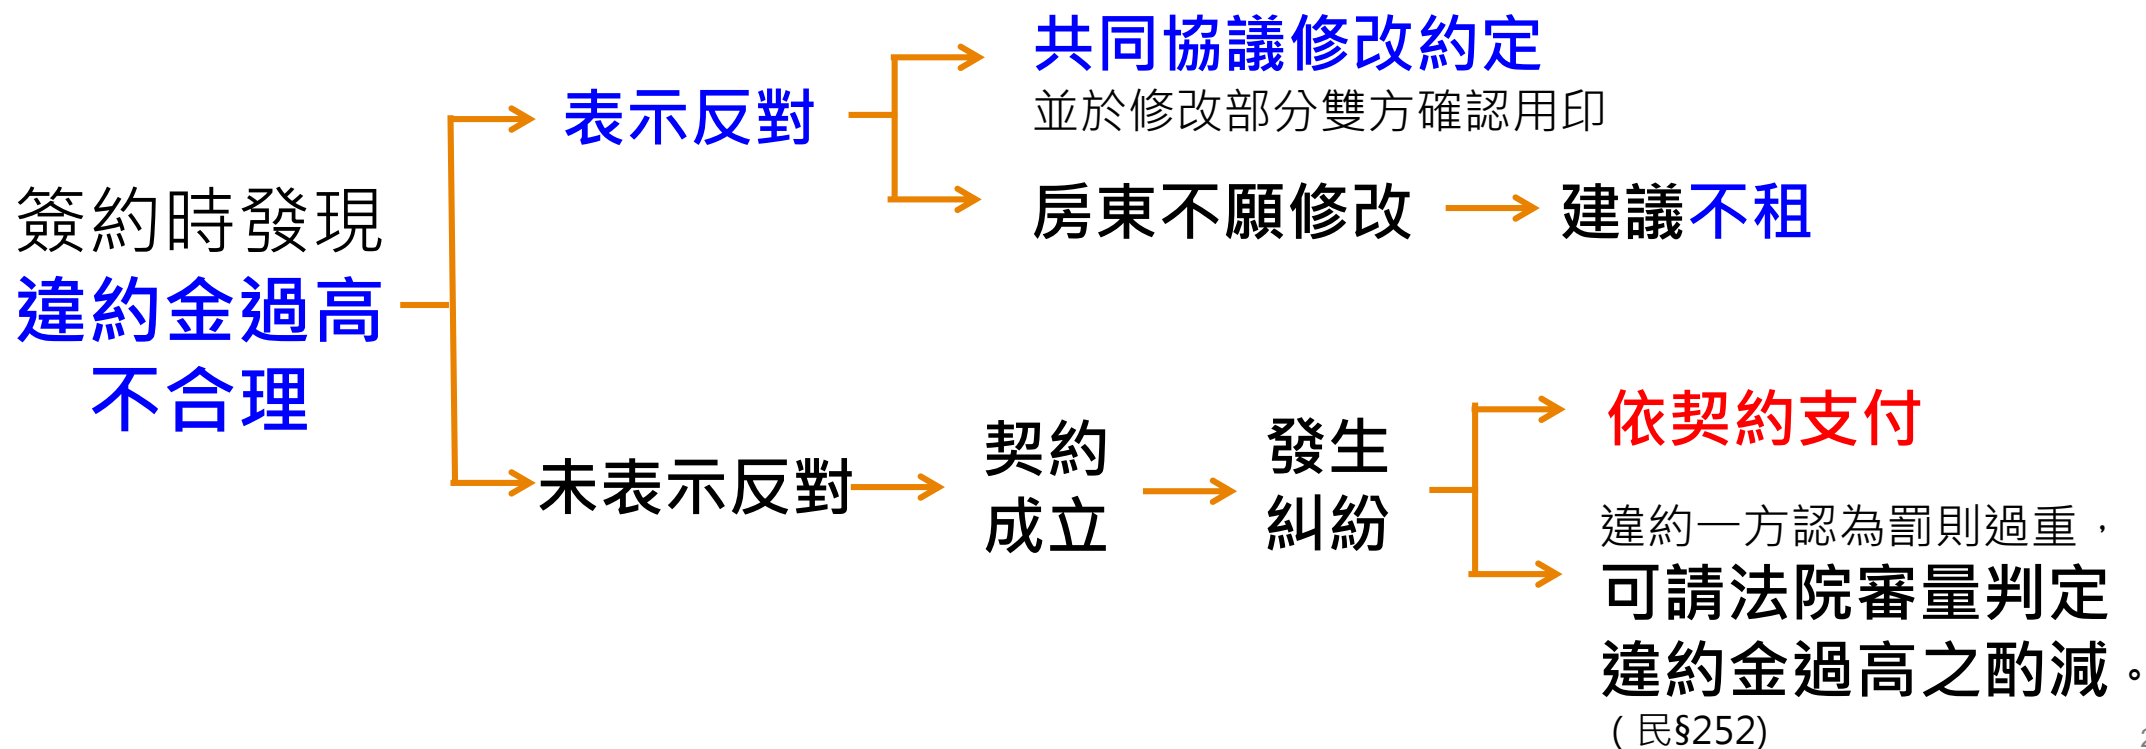 簽約時發現
違約金過高
不合理
表示反對
共同協議修改約定
並於修改部分雙方確認用印
房東不願修改
建議不租
未表示反對
契約
成立
發生
糾紛
依契約支付
違約一方認為罰則過重，
可請法院審量判定
違約金過高之酌減。
( 民§252)